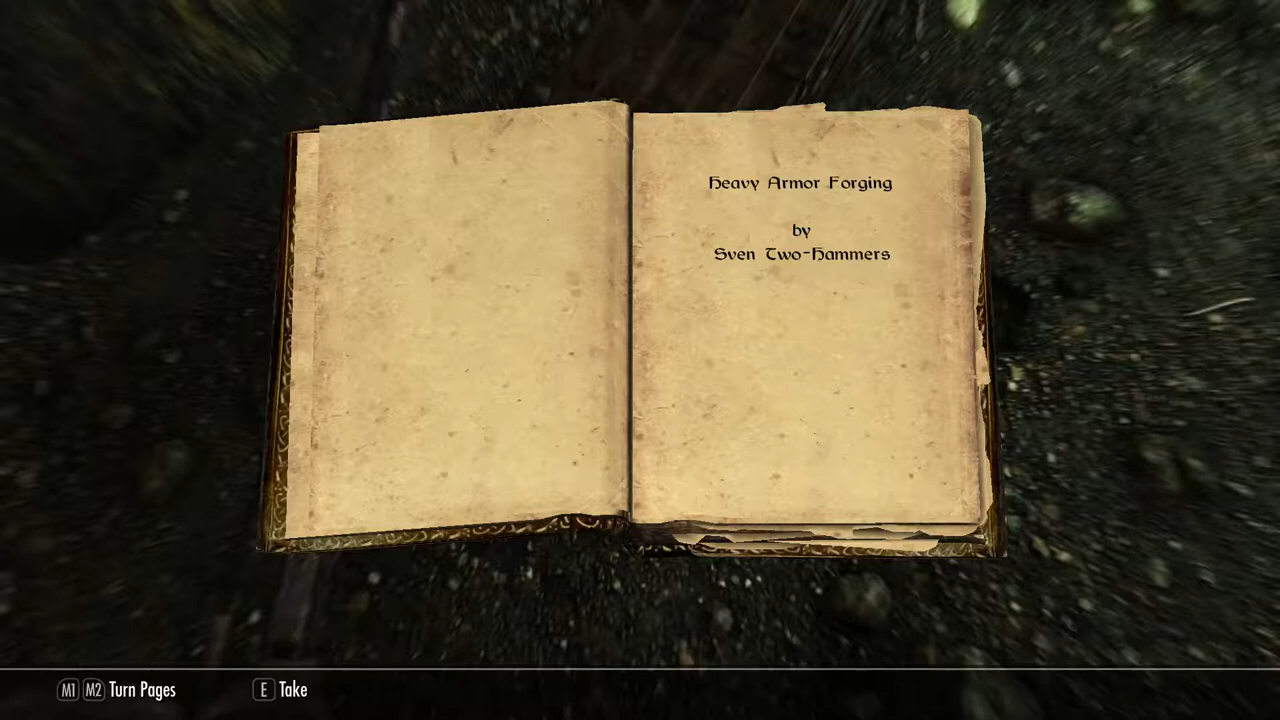 Heavy Armor Forging
by
Sven Two-Hammers
M1 M2 Turn Pages
E Take